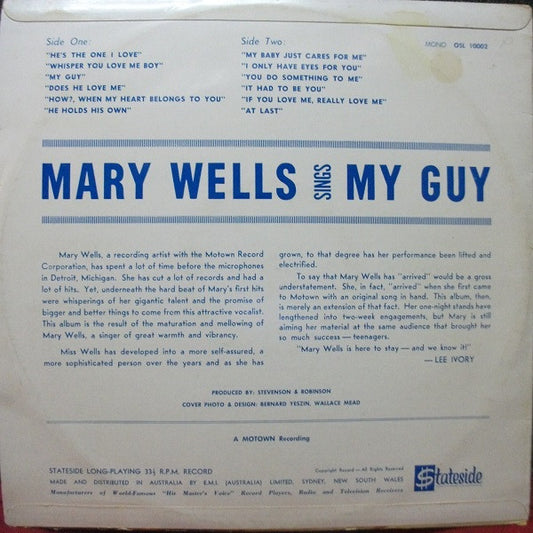 Side One:
"HE'S THE ONE I LOVE"
"WHISPER YOU LOVE ME BOY"
"MY GUY"
"DOES HE LOVE ME"
"HOW?, WHEN MY HEART BELONGS TO YOU"
"HE HOLDS HIS OWN"
Side Two:
"MY BABY JUST CARES FOR ME"
"I ONLY HAVE EYES FOR YOU"
"YOU DO SOMETHING TO ME"
"IT HAD TO BE YOU"
"IF YOU LOVE ME, REALLY LOVE ME"
"AT LAST"
MONO OSL 10002
MARY WELLS SINGS MY GUY
Mary Wells, a recording artist with the Motown Record
Corporation, has spent a lot of time before the microphones
in Detroit, Michigan. She has cut a lot of records and had a
lot of hits. Yet, underneath the hard beat of Mary's first hits
were whisperings of her gigantic talent and the promise of
bigger and better things to come from this attractive vocalist.
This album is the result of the maturation and mellowing of
Mary Wells, a singer of great warmth and vibrancy.
Miss Wells has developed into a more self-assured, a
more sophisticated person over the years and as she has
grown, to that degree has her performance been lifted and
electrified.
To say that Mary Wells has "arrived" would be a gross
understatement. She, in fact, "arrived" when she first came
to Motown with an original song in hand. This album, then,
is merely an extension of that fact. Her one-night stands have
lengthened into two-week engagements, but Mary is still
aiming her material at the same audience that brought her
so much success — teenagers.
"Mary Wells is here to stay — and we know it!"
— LEE IVORY
PRODUCED BY: STEVENSON & ROBINSON
COVER PHOTO & DESIGN: BERNARD YESZIN, WALLACE MEAD
A MOTOWN Recording
STATESIDE LONG-PLAYING 33⅓ R.P.M. RECORD
Copyright Record — All Rights Reserved
MADE AND DISTRIBUTED IN AUSTRALIA BY E.M.I. (AUSTRALIA) LIMITED, SYDNEY, NEW SOUTH WALES
Manufacturers of World-Famous "His Master's Voice" Record Players, Radio and Television Receivers
Stateside